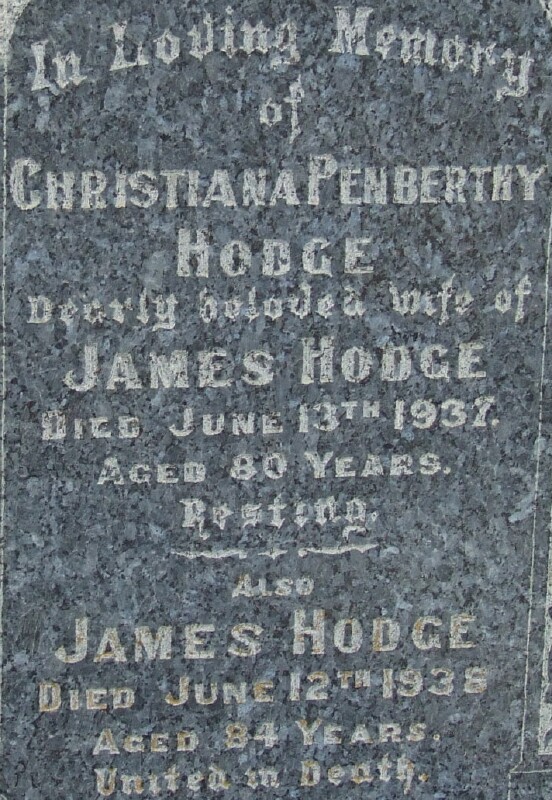 In Loving Memory
of
CHRISTIANA PENBERTHY
HODGE
Dearly beloved wife of
JAMES HODGE
DIED JUNE 13TH 1937.
AGED 80 YEARS.
Resting.
ALSO
JAMES HODGE
DIED JUNE 12TH 1938
AGED 84 YEARS.
United in Death.